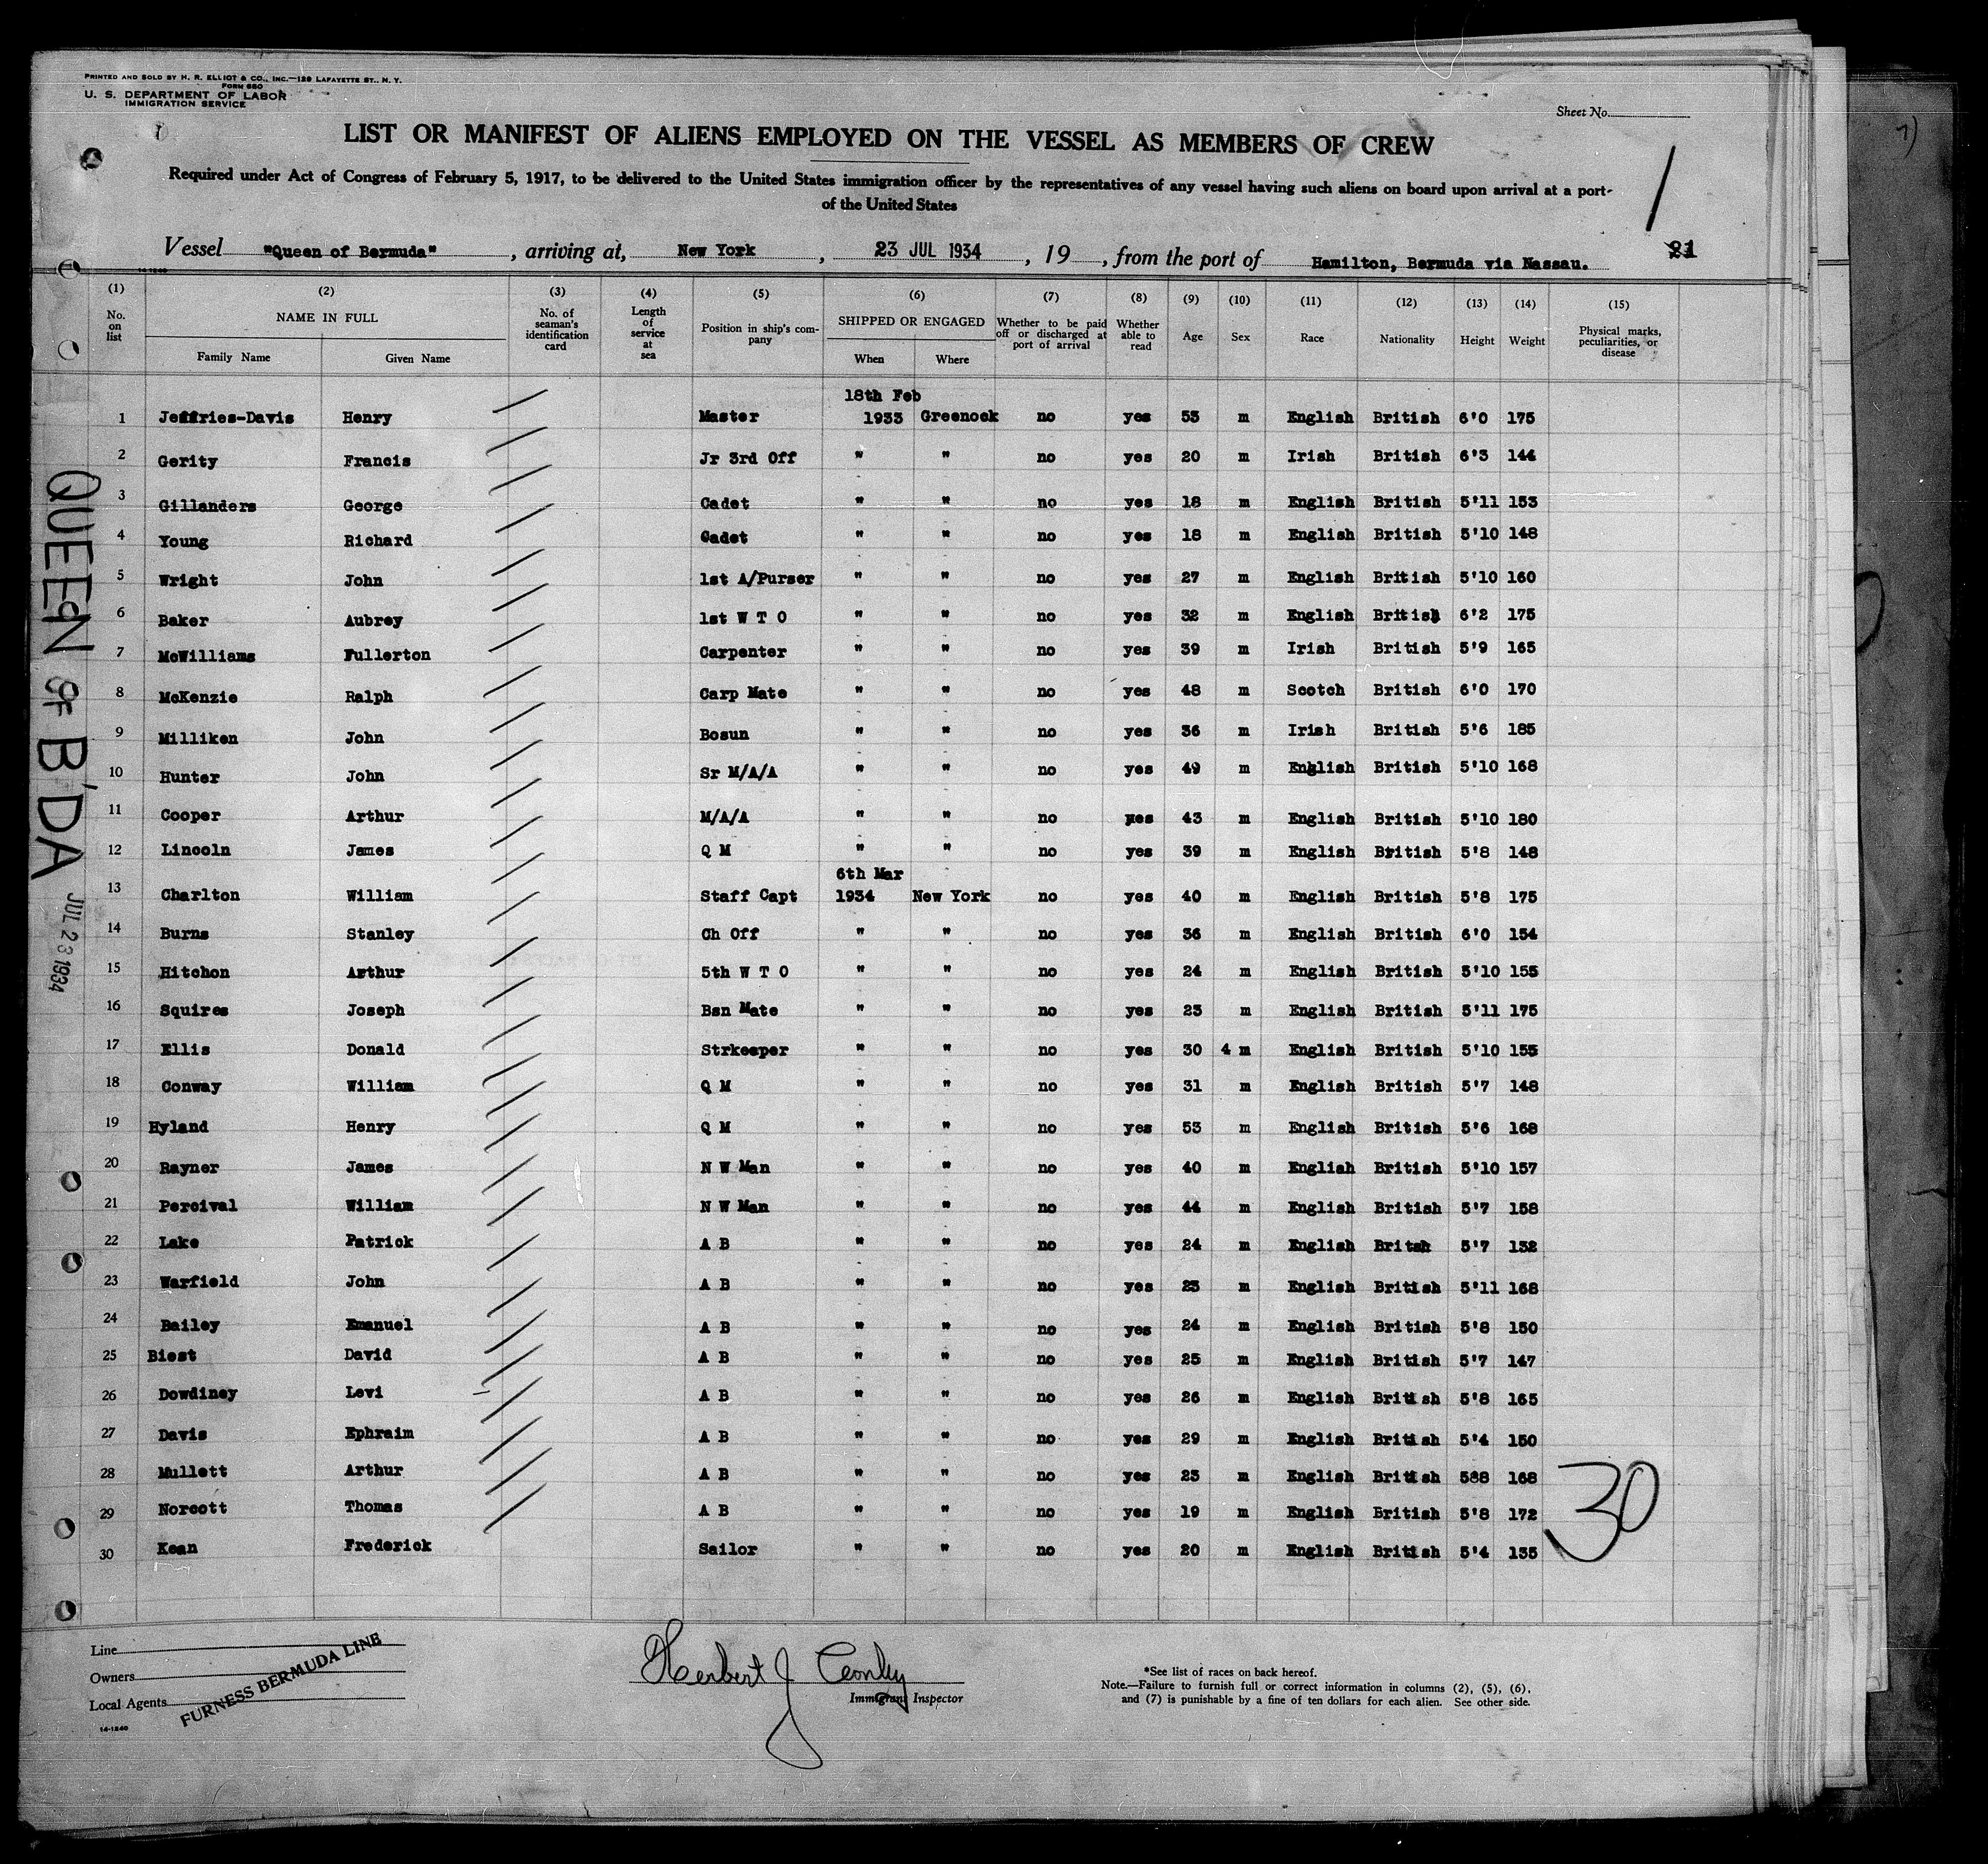 PRINTED AND SOLD BY H. R. ELLIOT & CO., INC.—129 LAFAYETTE ST., N. Y.
FORM 680
U. S. DEPARTMENT OF LABOR
IMMIGRATION SERVICE
Sheet No.
LIST OR MANIFEST OF ALIENS EMPLOYED ON THE VESSEL AS MEMBERS OF CREW
1
Required under Act of Congress of February 5, 1917, to be delivered to the United States immigration officer by the representatives of any vessel having such aliens on board upon arrival at a port
of the United States
Vessel "Queen of Bermuda", arriving at, New York, 23 JUL 1934, 19, from the port of Hamilton, Bermuda via Nassau. 21
14-1240
(1) No. on list (2) NAME IN FULL Family Name Given Name (3) No. of seaman's identification card (4) Length of service at sea (5) Position in ship's company (6) SHIPPED OR ENGAGED When Where (7) Whether to be paid off or discharged at port of arrival (8) Whether able to read (9) Age (10) Sex (11) Race (12) Nationality (13) Height (14) Weight (15) Physical marks, peculiarities, or disease
18th Feb
1 Jeffries-Davis Henry Master 1933 Greenock no yes 53 m English British 6'0 175
2 Gerity Francis Jr 3rd Off " " no yes 20 m Irish British 6'3 144
3 Gillanders George Cadet " " no yes 18 m English British 5'11 153
4 Young Richard Cadet " " no yes 18 m English British 5'10 148
5 Wright John 1st A/Purser " " no yes 27 m English British 5'10 160
6 Baker Aubrey 1st W T O " " no yes 32 m English British 6'2 175
7 McWilliams Fullerton Carpenter " " no yes 39 m Irish British 5'9 165
8 McKenzie Ralph Carp Mate " " no yes 48 m Scotch British 6'0 170
9 Milliken John Bosun " " no yes 36 m Irish British 5'6 185
10 Hunter John Sr M/A/A " " no yes 49 m English British 5'10 168
11 Cooper Arthur M/A/A " " no yes 43 m English British 5'10 180
12 Lincoln James Q M " " no yes 39 m English British 5'8 148
6th Mar
13 Charlton William Staff Capt 1934 New York no yes 40 m English British 5'8 175
14 Burns Stanley Ch Off " " no yes 36 m English British 6'0 154
15 Hitchon Arthur 5th W T O " " no yes 24 m English British 5'10 155
16 Squires Joseph Bsn Mate " " no yes 25 m English British 5'11 175
17 Ellis Donald Strkeeper " " no yes 30 4 m English British 5'10 155
18 Conway William Q M " " no yes 31 m English British 5'7 148
19 Hyland Henry Q M " " no yes 53 m English British 5'6 168
20 Rayner James N W Man " " no yes 40 m English British 5'10 157
21 Percival William N W Man " " no yes 44 m English British 5'7 158
22 Lake Patrick A B " " no yes 24 m English Britsh 5'7 132
23 Warfield John A B " " no yes 23 m English British 5'11 168
24 Bailey Emanuel A B " " no yes 24 m English British 5'8 150
25 Biest David A B " " no yes 25 m English British 5'7 147
26 Dowdiney Levi A B " " no yes 26 m English British 5'8 165
27 Davis Ephraim A B " " no yes 29 m English British 5'4 150
28 Mullett Arthur A B " " no yes 23 m English British 588 168
29 Norcott Thomas A B " " no yes 19 m English British 5'8 172
30 Kean Frederick Sailor " " no yes 20 m English British 5'4 135
30
QUEEN OF B'DA
JUL 23 1934
Line
Owners
Local Agents
FURNESS BERMUDA LINE
14-1240
Herbert J Conley
Immigrant Inspector
*See list of races on back hereof.
Note.—Failure to furnish full or correct information in columns (2), (5), (6),
and (7) is punishable by a fine of ten dollars for each alien. See other side.